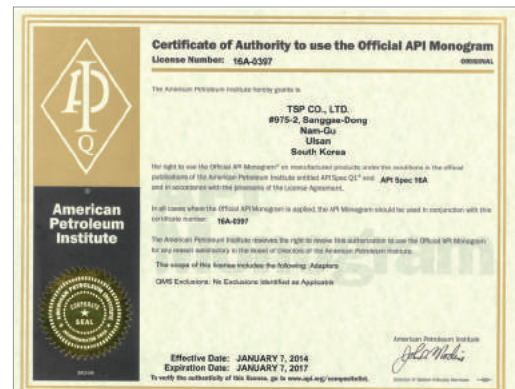 Certificate of Authority to use the Official API Monogram
License Number: 16A-0397
ORIGINAL
The American Petroleum Institute hereby grants to
TSP CO., LTD.
#975-2, Sanggae-Dong
Nam-Gu
Ulsan
South Korea
the right to use the Official API Monogram® on manufactured products under the conditions in the official
publications of the American Petroleum Institute entitled API Spec Q1® and API Spec 16A
and in accordance with the provisions of the License Agreement.
In all cases where the Official API Monogram is applied, the API Monogram should be used in conjunction with this
certificate number: 16A-0397
The American Petroleum Institute reserves the right to revoke this authorization to use the Official API Monogram
for any reason satisfactory to the Board of Directors of the American Petroleum Institute.
The scope of this license includes the following: Adapters
QMS Exclusions: No Exclusions Identified as Applicable
American Petroleum Institute
Effective Date: JANUARY 7, 2014
Expiration Date: JANUARY 7, 2017
To verify the authenticity of this license, go to www.api.org/compositelist.
API
Q
American
Petroleum
Institute
AMERICAN PETROLEUM INSTITUTE
CORPORATE
SEAL